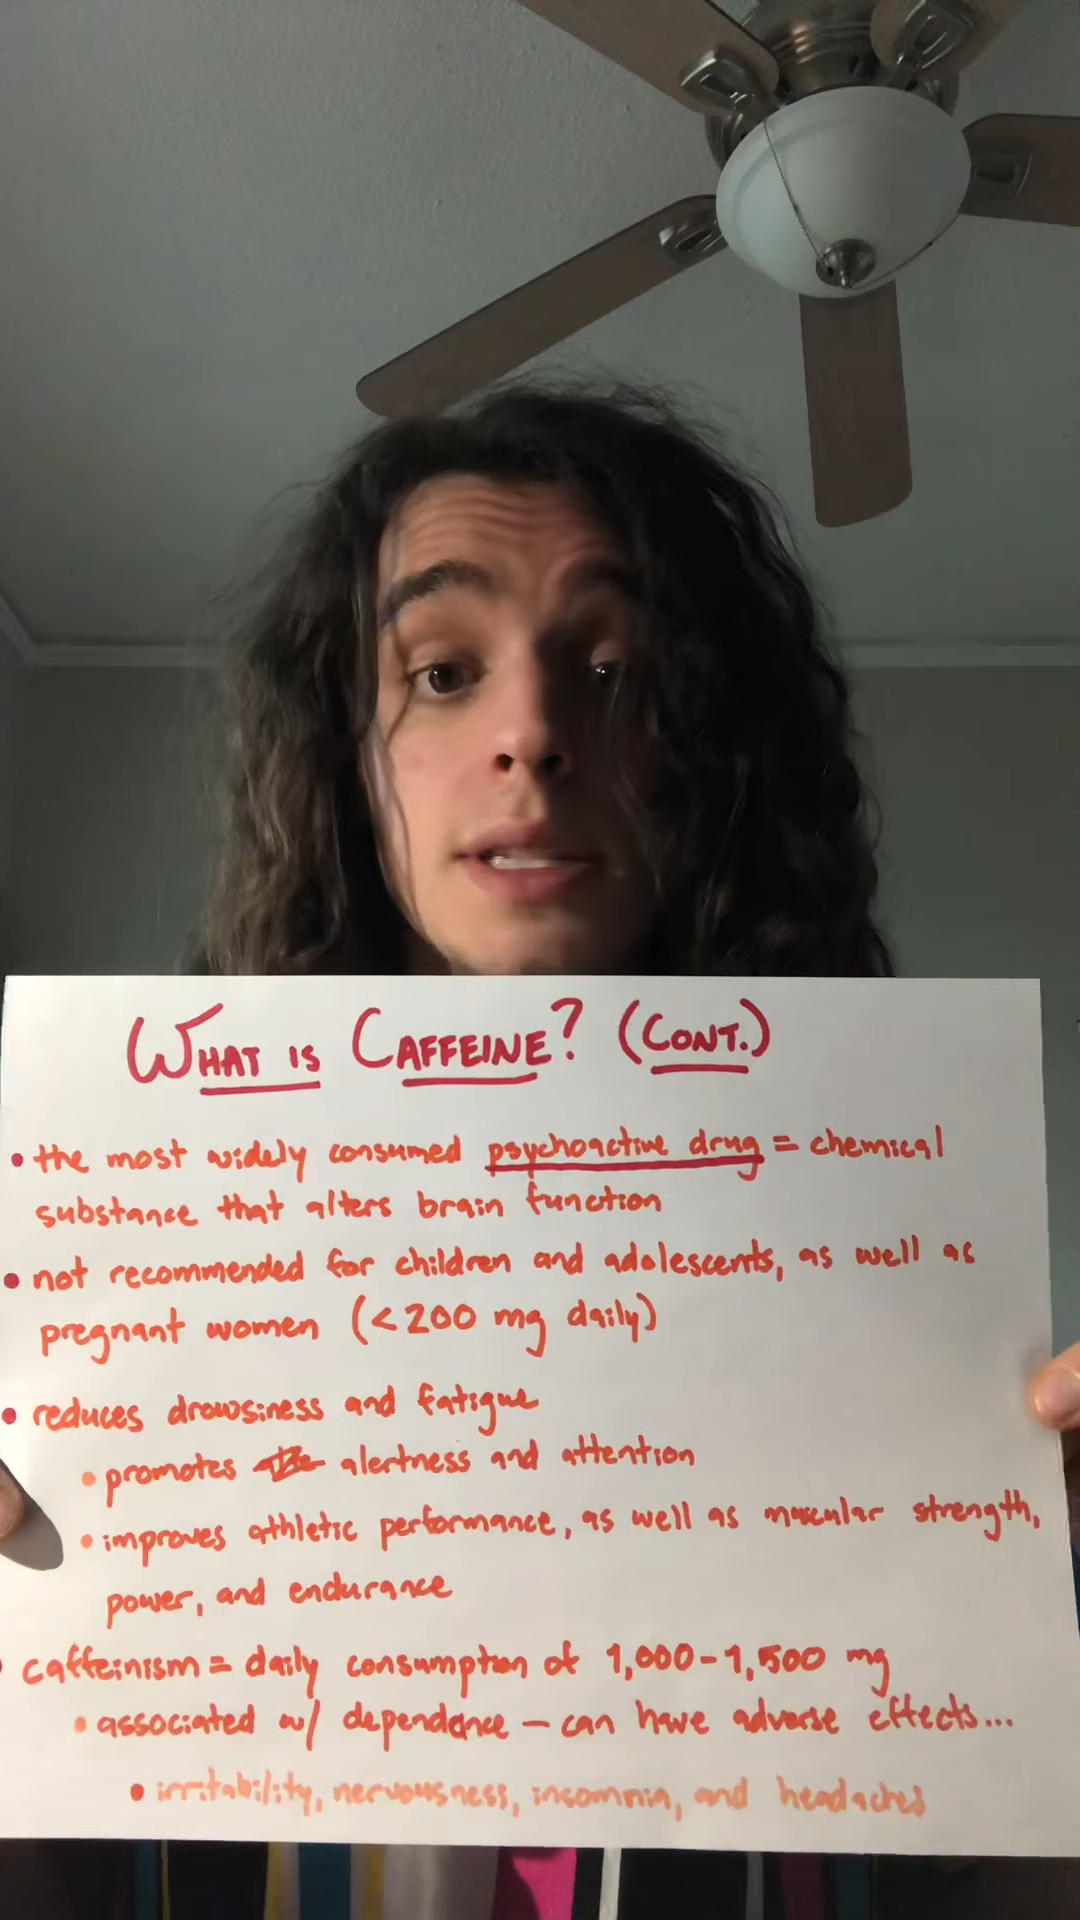 WHAT IS CAFFEINE? (CONT.)
• the most widely consumed psychoactive drug = chemical
substance that alters brain function
• not recommended for children and adolescents, as well as
pregnant women (<200 mg daily)
• reduces drowsiness and fatigue
• promotes alertness and attention
• improves athletic performance, as well as muscular strength,
power, and endurance
• caffeinism = daily consumption of 1,000-1,500 mg
• associated w/ dependence – can have adverse effects...
• irritability, nervousness, insomnia, and headaches